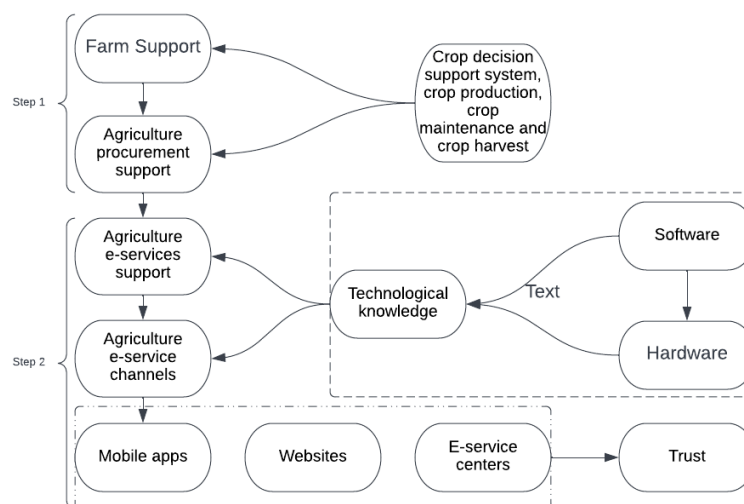 Farm Support
Crop decision
support system,
crop production,
crop
maintenance and
crop harvest
Step 1
Agriculture
procurement
support
Agriculture
e-services
support
Software
Technological
knowledge
Text
Agriculture
e-service
channels
Hardware
Step 2
Mobile apps
Websites
E-service
centers
Trust